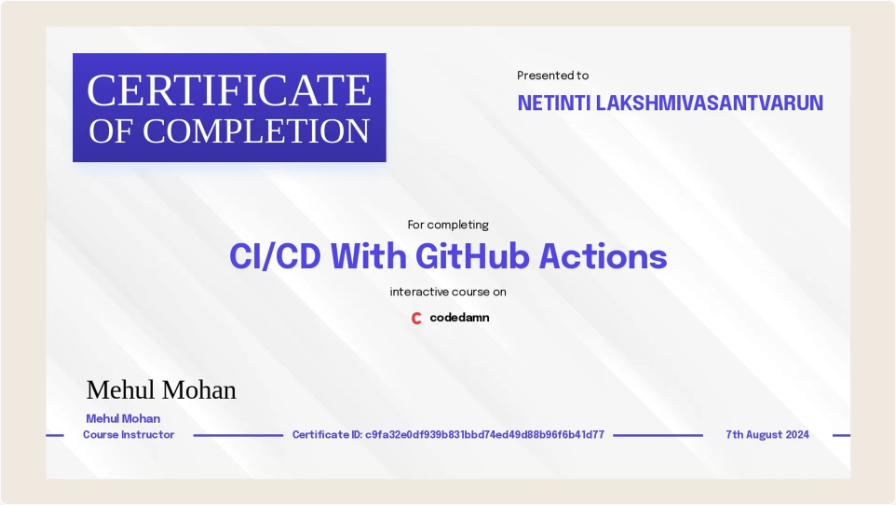 CERTIFICATE
OF COMPLETION
Presented to
NETINTI LAKSHMIVASANTVARUN
For completing
CI/CD With GitHub Actions
interactive course on
codedamn
Mehul Mohan
Mehul Mohan
Course Instructor
Certificate ID: c9fa32e0df939b831bbd74ed49d88b96f6b41d77
7th August 2024